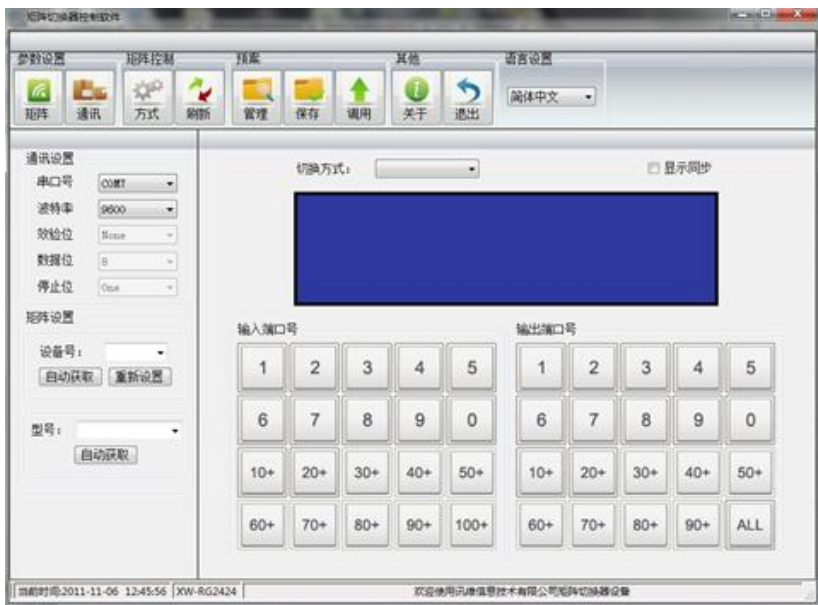 矩阵切换器控制软件
参数设置 矩阵控制 预案 其他 语言设置
矩阵 通讯 方式 刷新 管理 保存 调用 关于 退出 简体中文
通讯设置
切换方式: 显示同步
串口号 COM7
波特率 9600
效验位 None
数据位 8
停止位 One
矩阵设置
输入端口号 输出端口号
设备号:
自动获取 重新设置
型号:
自动获取
1 2 3 4 5 1 2 3 4 5
6 7 8 9 0 6 7 8 9 0
10+ 20+ 30+ 40+ 50+ 10+ 20+ 30+ 40+ 50+
60+ 70+ 80+ 90+ 100+ 60+ 70+ 80+ 90+ ALL
当前时间:2011-11-06 12:45:56 XW-RG2424 欢迎使用讯维信息技术有限公司矩阵切换器设备